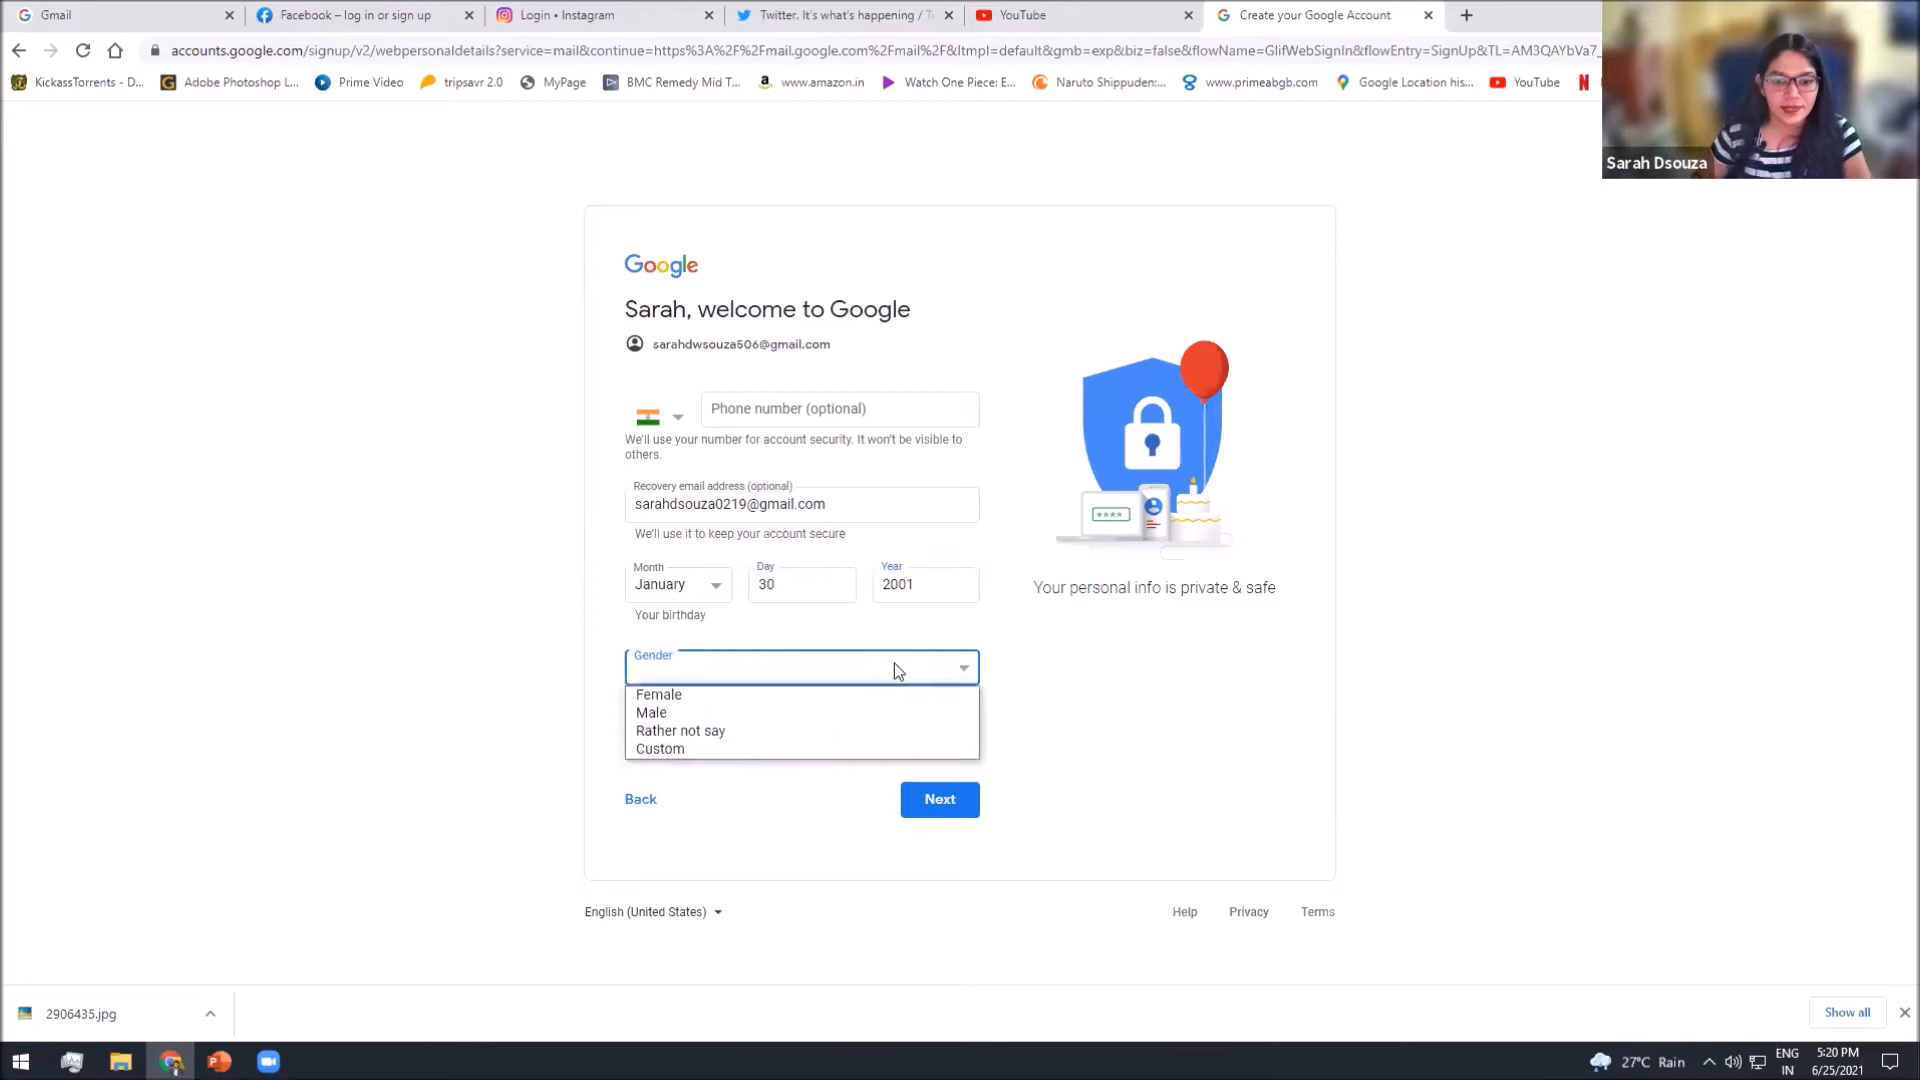 Gmail
Facebook – log in or sign up
Login • Instagram
Twitter. It's what's happening / T
YouTube
Create your Google Account
accounts.google.com/signup/v2/webpersonaldetails?service=mail&continue=https%3A%2F%2Fmail.google.com%2Fmail%2F&ltmpl=default&gmb=exp&biz=false&flowName=GlifWebSignIn&flowEntry=SignUp&TL=AM3QAYbVa7_
KickassTorrents - D...
Adobe Photoshop L...
Prime Video
tripsavr 2.0
MyPage
BMC Remedy Mid T...
www.amazon.in
Watch One Piece: E...
Naruto Shippuden:...
www.primeabgb.com
Google Location his...
YouTube
Sarah Dsouza
Google
Sarah, welcome to Google
sarahdwsouza506@gmail.com
Phone number (optional)
We'll use your number for account security. It won't be visible to
others.
Recovery email address (optional)
sarahdsouza0219@gmail.com
We'll use it to keep your account secure
Month
Day
Year
January
30
2001
Your birthday
Your personal info is private & safe
Gender
Female
Male
Rather not say
Custom
Back
Next
English (United States)
Help
Privacy
Terms
2906435.jpg
Show all
27°C Rain
ENG
IN
5:20 PM
6/25/2021